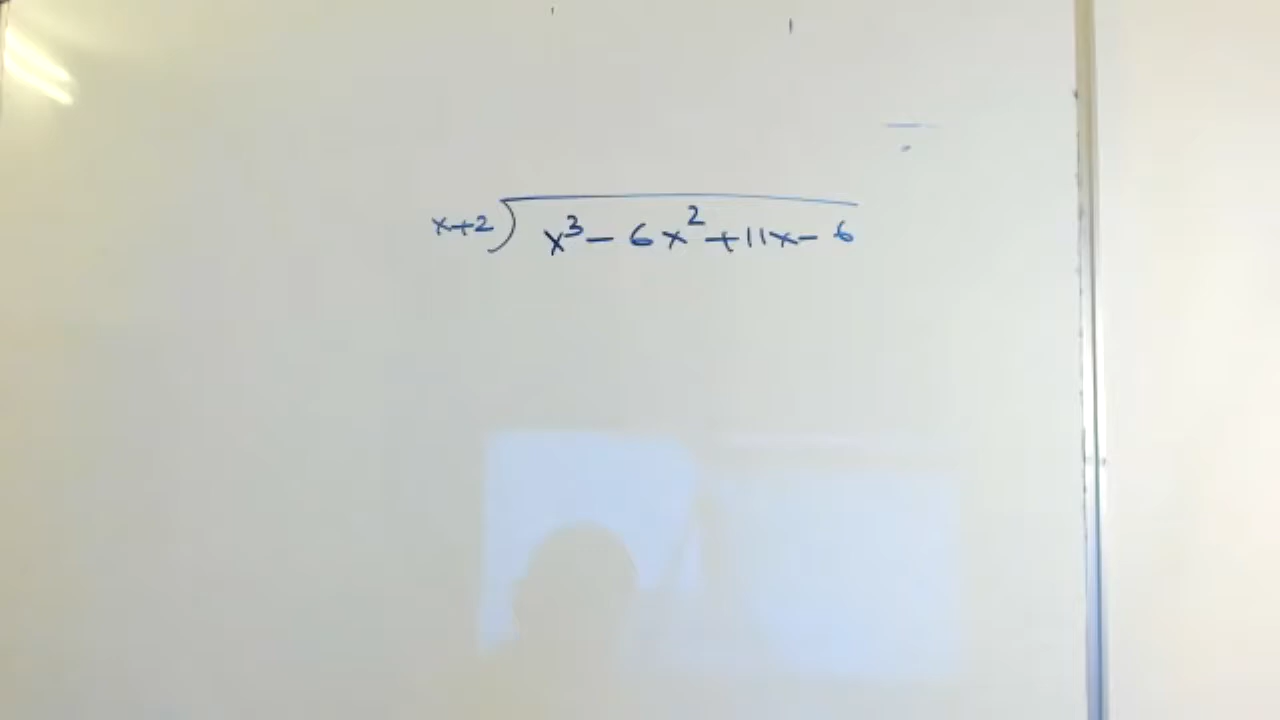 x+2) x³ - 6x² + 11x - 6